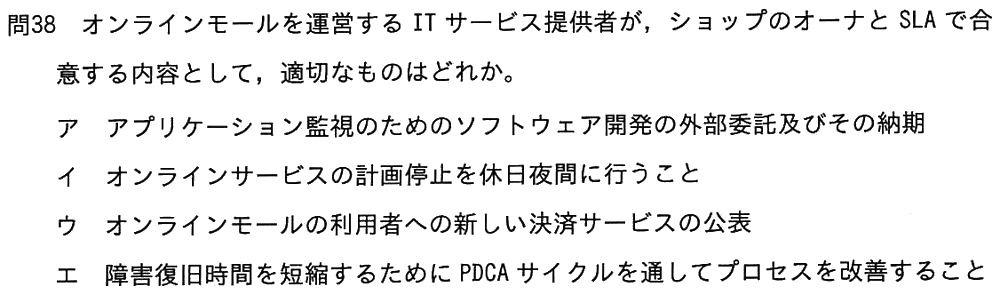 問38 オンラインモールを運営する IT サービス提供者が，ショップのオーナと SLA で合
意する内容として，適切なものはどれか。
ア アプリケーション監視のためのソフトウェア開発の外部委託及びその納期
イ オンラインサービスの計画停止を休日夜間に行うこと
ウ オンラインモールの利用者への新しい決済サービスの公表
エ 障害復旧時間を短縮するために PDCA サイクルを通してプロセスを改善すること